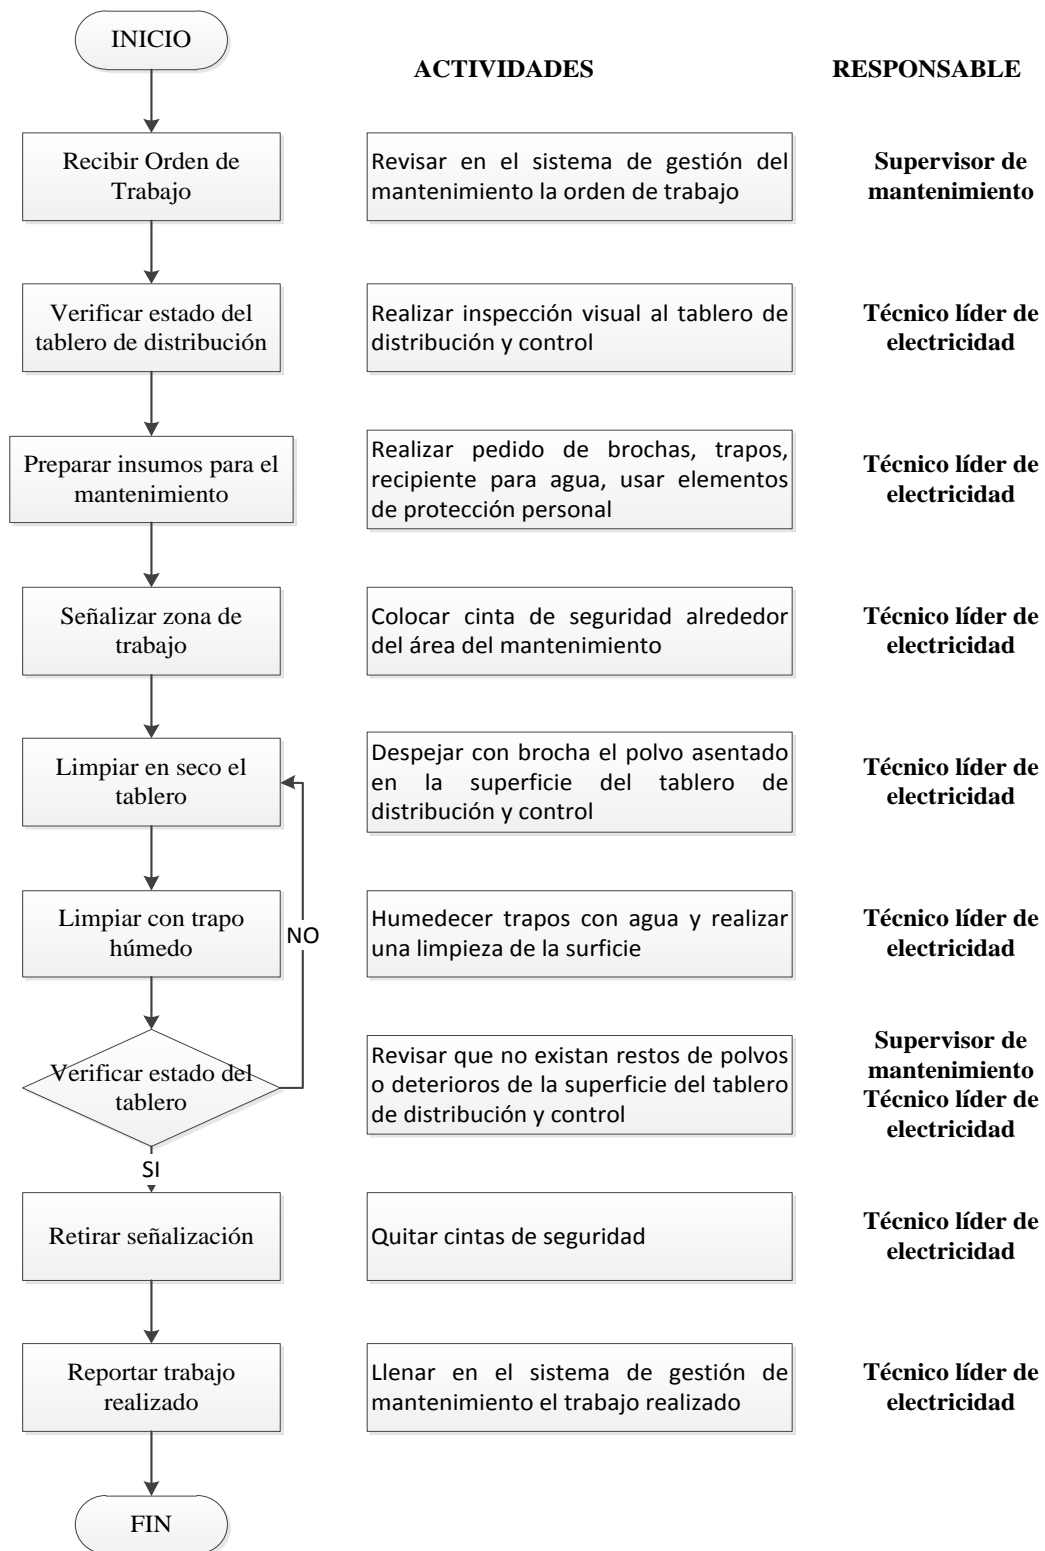 INICIO
ACTIVIDADES
RESPONSABLE
Recibir Orden de
Trabajo
Revisar en el sistema de gestión del
mantenimiento la orden de trabajo
Supervisor de
mantenimiento
Verificar estado del
tablero de distribución
Realizar inspección visual al tablero de
distribución y control
Técnico líder de
electricidad
Preparar insumos para el
mantenimiento
Realizar pedido de brochas, trapos,
recipiente para agua, usar elementos
de protección personal
Técnico líder de
electricidad
Señalizar zona de
trabajo
Colocar cinta de seguridad alrededor
del área del mantenimiento
Técnico líder de
electricidad
Limpiar en seco el
tablero
Despejar con brocha el polvo asentado
en la superficie del tablero de
distribución y control
Técnico líder de
electricidad
Limpiar con trapo
húmedo
NO
Humedecer trapos con agua y realizar
una limpieza de la surficie
Técnico líder de
electricidad
Verificar estado del
tablero
Revisar que no existan restos de polvos
o deterioros de la superficie del tablero
de distribución y control
Supervisor de
mantenimiento
Técnico líder de
electricidad
SI
Retirar señalización
Quitar cintas de seguridad
Técnico líder de
electricidad
Reportar trabajo
realizado
Llenar en el sistema de gestión de
mantenimiento el trabajo realizado
Técnico líder de
electricidad
FIN